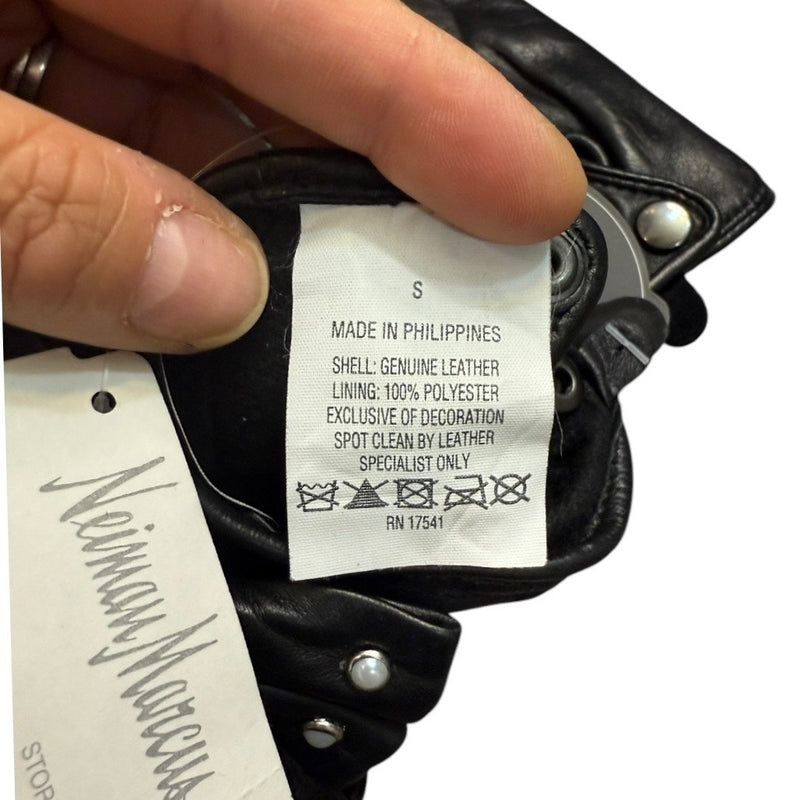 S
MADE IN PHILIPPINES
SHELL: GENUINE LEATHER
LINING: 100% POLYESTER
EXCLUSIVE OF DECORATION
SPOT CLEAN BY LEATHER
SPECIALIST ONLY
RN 17541
Neiman Marcus
STOR